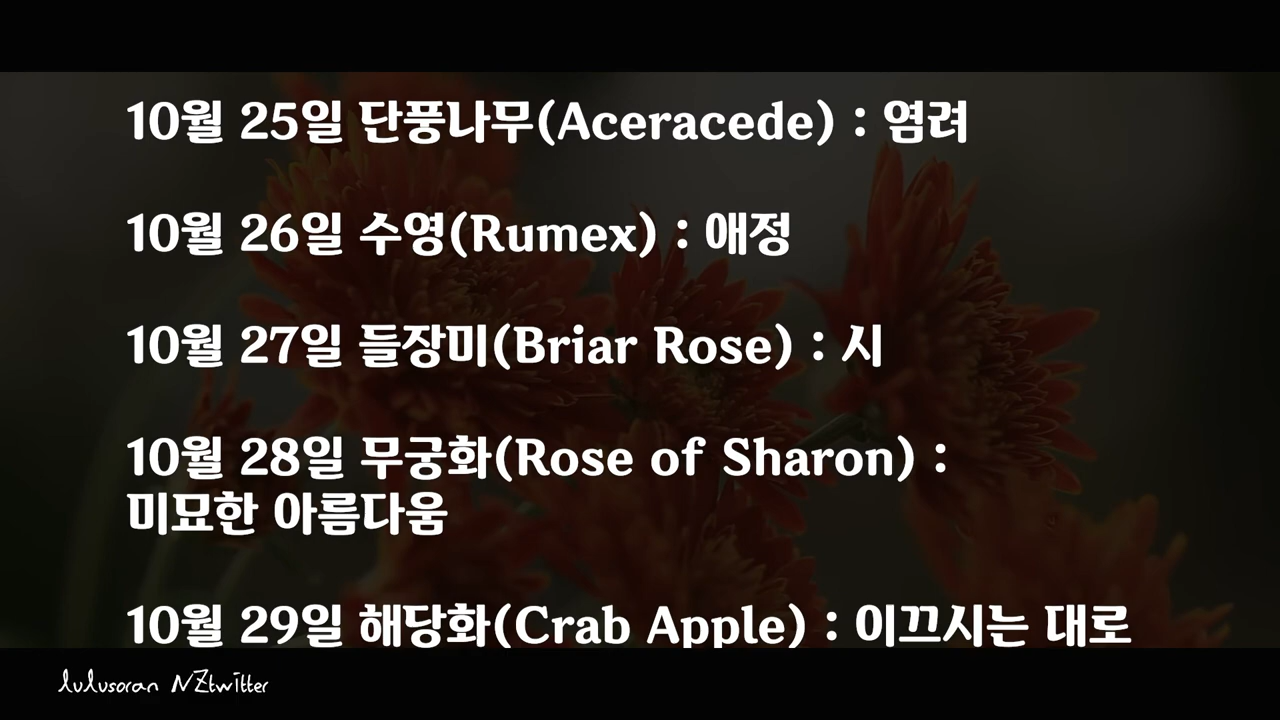 10월 25일 단풍나무(Aceracede) : 염려
10월 26일 수영(Rumex) : 애정
10월 27일 들장미(Briar Rose) : 시
10월 28일 무궁화(Rose of Sharon) :
미묘한 아름다움
10월 29일 해당화(Crab Apple) : 이끄시는 대로
lulusoran NZtwitter